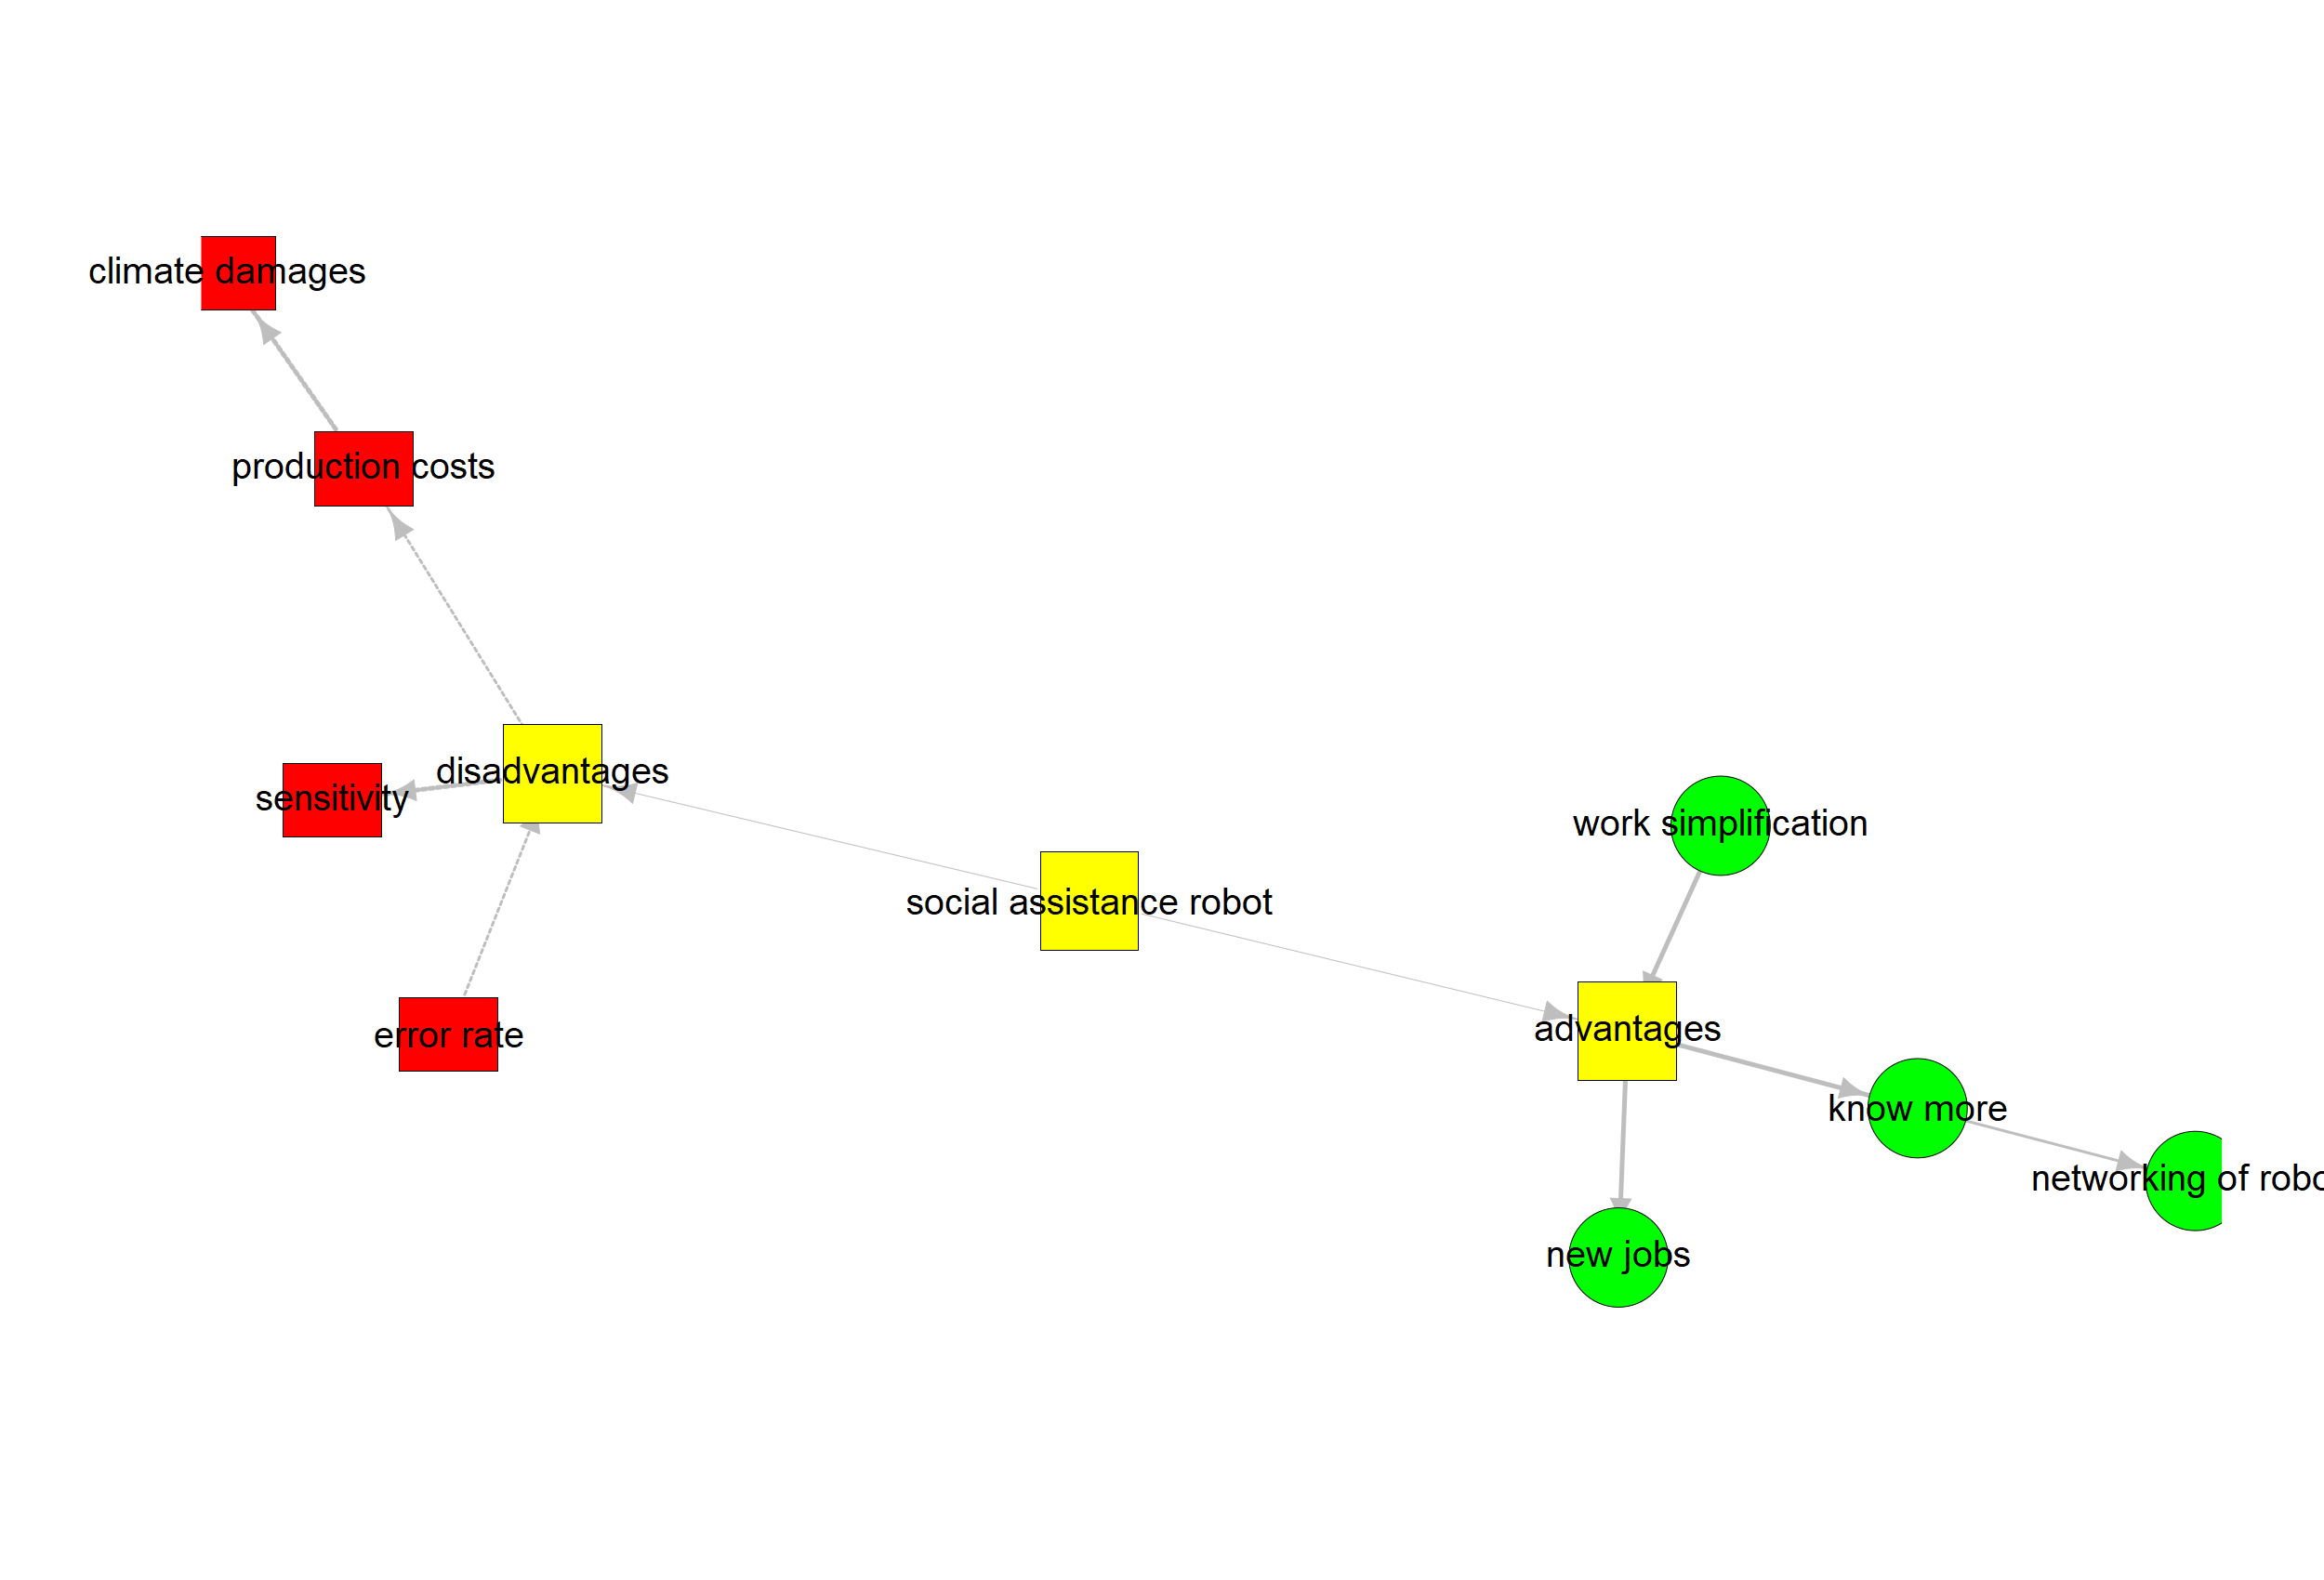 climate damages
production costs
disadvantages
sensitivity
work simplification
social assistance robot
advantages
error rate
know more
networking of robo
new jobs